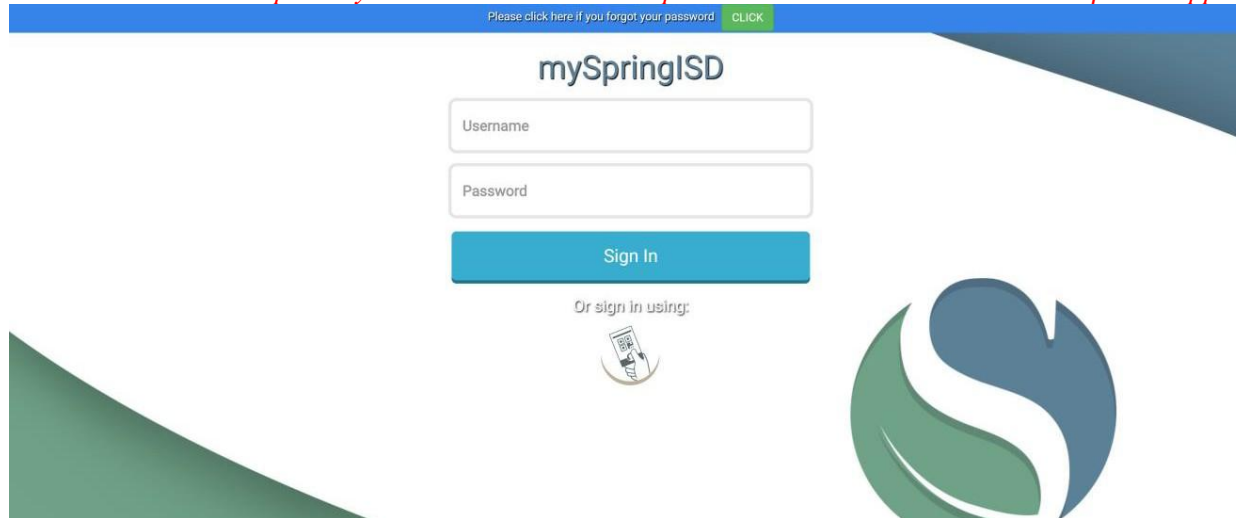 Please click here if you forgot your password CLICK
mySpringISD
Username
Password
Sign In
Or sign in using: